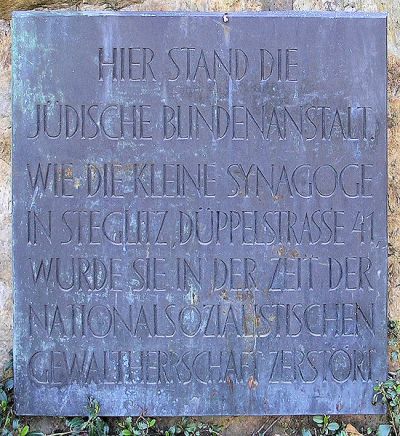 HIER STAND DIE
JÜDISCHE BLINDENANSTALT.
WIE DIE KLEINE SYNAGOGE
IN STEGLITZ, DÜPPELSTRASSE 41,
WURDE SIE IN DER ZEIT DER
NATIONALSOZIALISTISCHEN
GEWALTHERRSCHAFT ZERSTÖRT